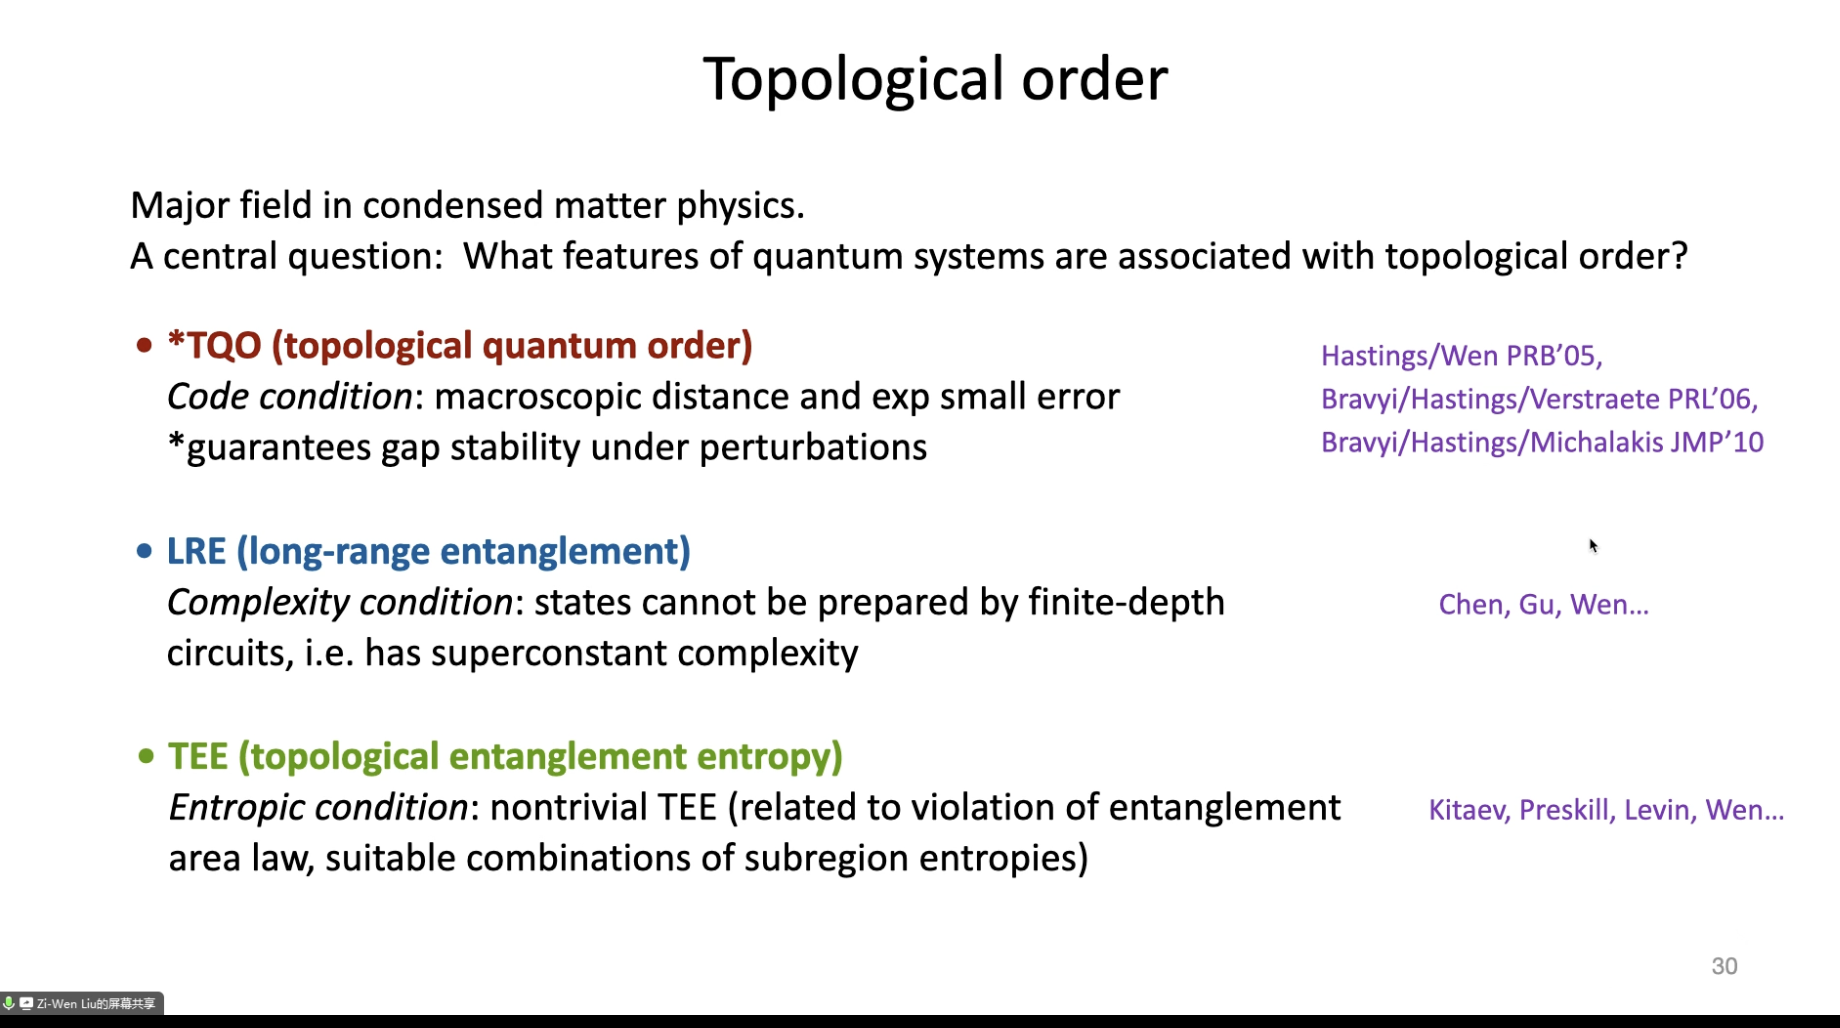 Topological order
Major field in condensed matter physics.
A central question: What features of quantum systems are associated with topological order?
• *TQO (topological quantum order)
Code condition: macroscopic distance and exp small error
*guarantees gap stability under perturbations
Hastings/Wen PRB’05,
Bravyi/Hastings/Verstraete PRL’06,
Bravyi/Hastings/Michalakis JMP’10
• LRE (long-range entanglement)
Complexity condition: states cannot be prepared by finite-depth
circuits, i.e. has superconstant complexity
Chen, Gu, Wen...
• TEE (topological entanglement entropy)
Entropic condition: nontrivial TEE (related to violation of entanglement
area law, suitable combinations of subregion entropies)
Kitaev, Preskill, Levin, Wen...
30
Zi-Wen Liu的屏幕共享